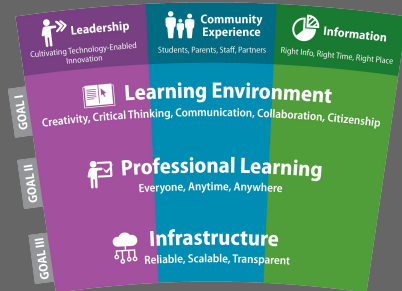 Leadership
Cultivating Technology-Enabled
Innovation
Community
Experience
Students, Parents, Staff, Partners
Information
Right Info, Right Time, Right Place
GOAL I
Learning Environment
Creativity, Critical Thinking, Communication, Collaboration, Citizenship
GOAL II
Professional Learning
Everyone, Anytime, Anywhere
GOAL III
Infrastructure
Reliable, Scalable, Transparent